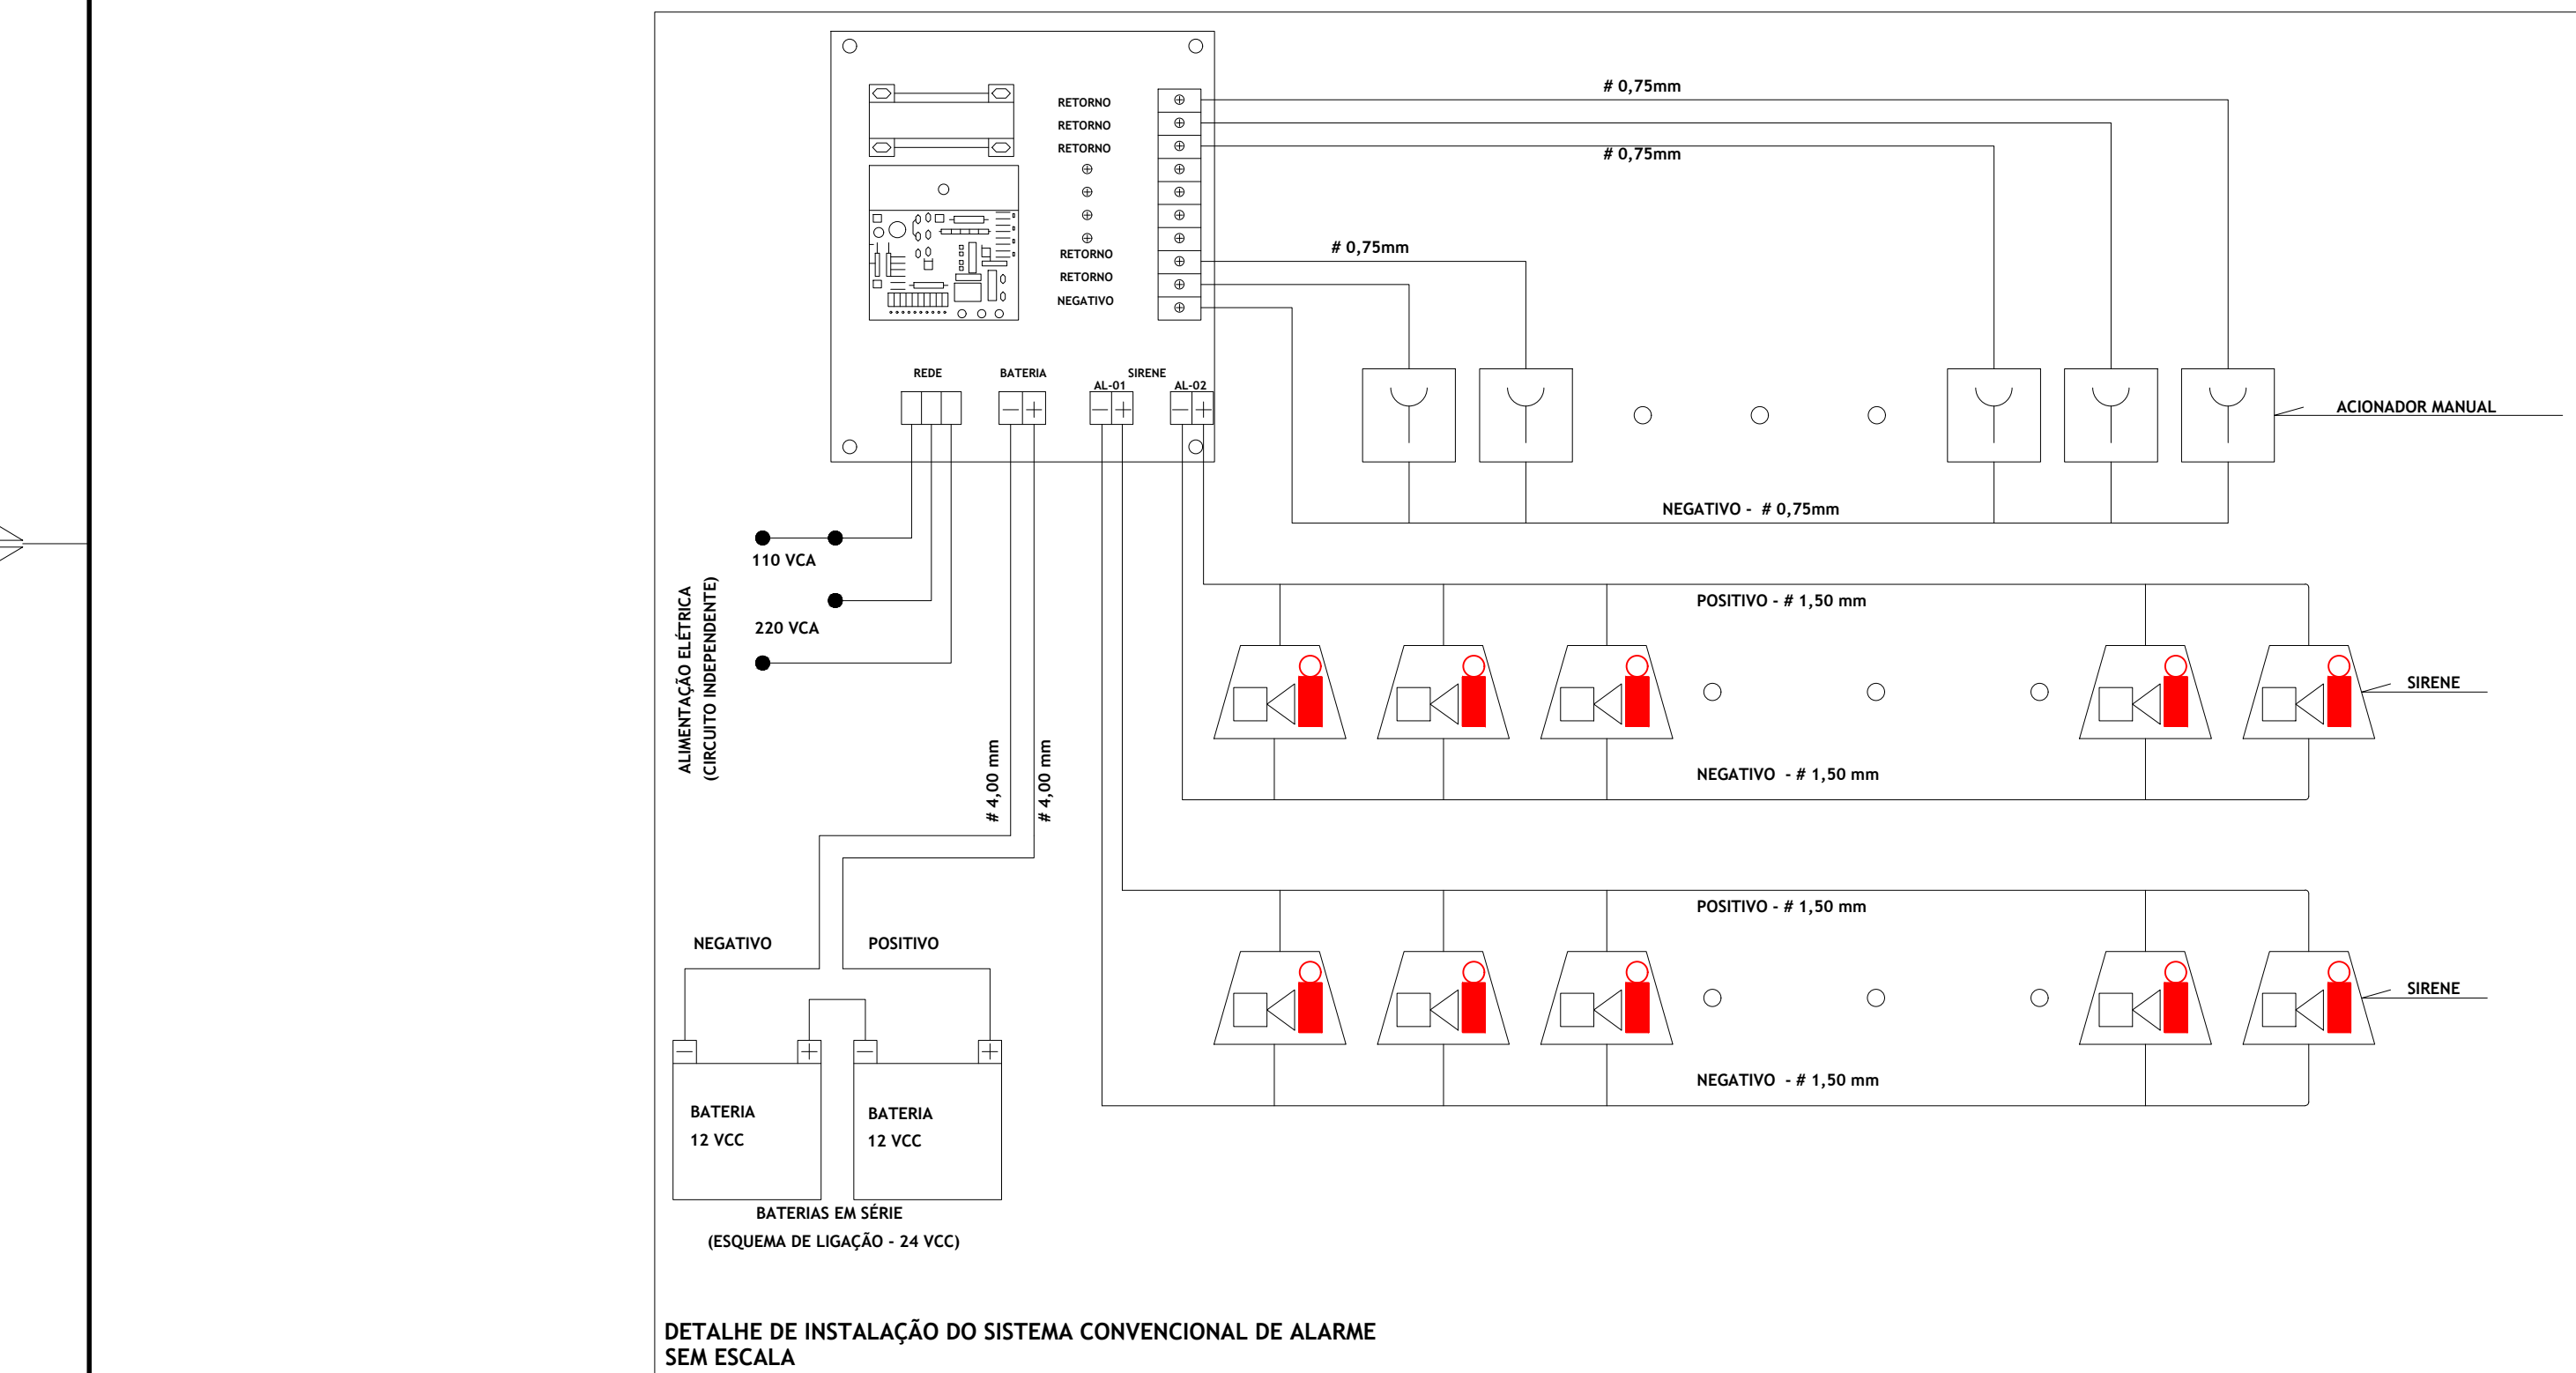 # 0,75mm
RETORNO
RETORNO
RETORNO
# 0,75mm
# 0,75mm
RETORNO
RETORNO
NEGATIVO
REDE
BATERIA
SIRENE
AL-01
AL-02
ACIONADOR MANUAL
NEGATIVO - # 0,75mm
110 VCA
220 VCA
ALIMENTAÇÃO ELÉTRICA
(CIRCUITO INDEPENDENTE)
POSITIVO - # 1,50 mm
SIRENE
NEGATIVO - # 1,50 mm
# 4,00 mm
# 4,00 mm
POSITIVO - # 1,50 mm
SIRENE
NEGATIVO - # 1,50 mm
NEGATIVO
POSITIVO
BATERIA
12 VCC
BATERIA
12 VCC
BATERIAS EM SÉRIE
(ESQUEMA DE LIGAÇÃO - 24 VCC)
DETALHE DE INSTALAÇÃO DO SISTEMA CONVENCIONAL DE ALARME
SEM ESCALA